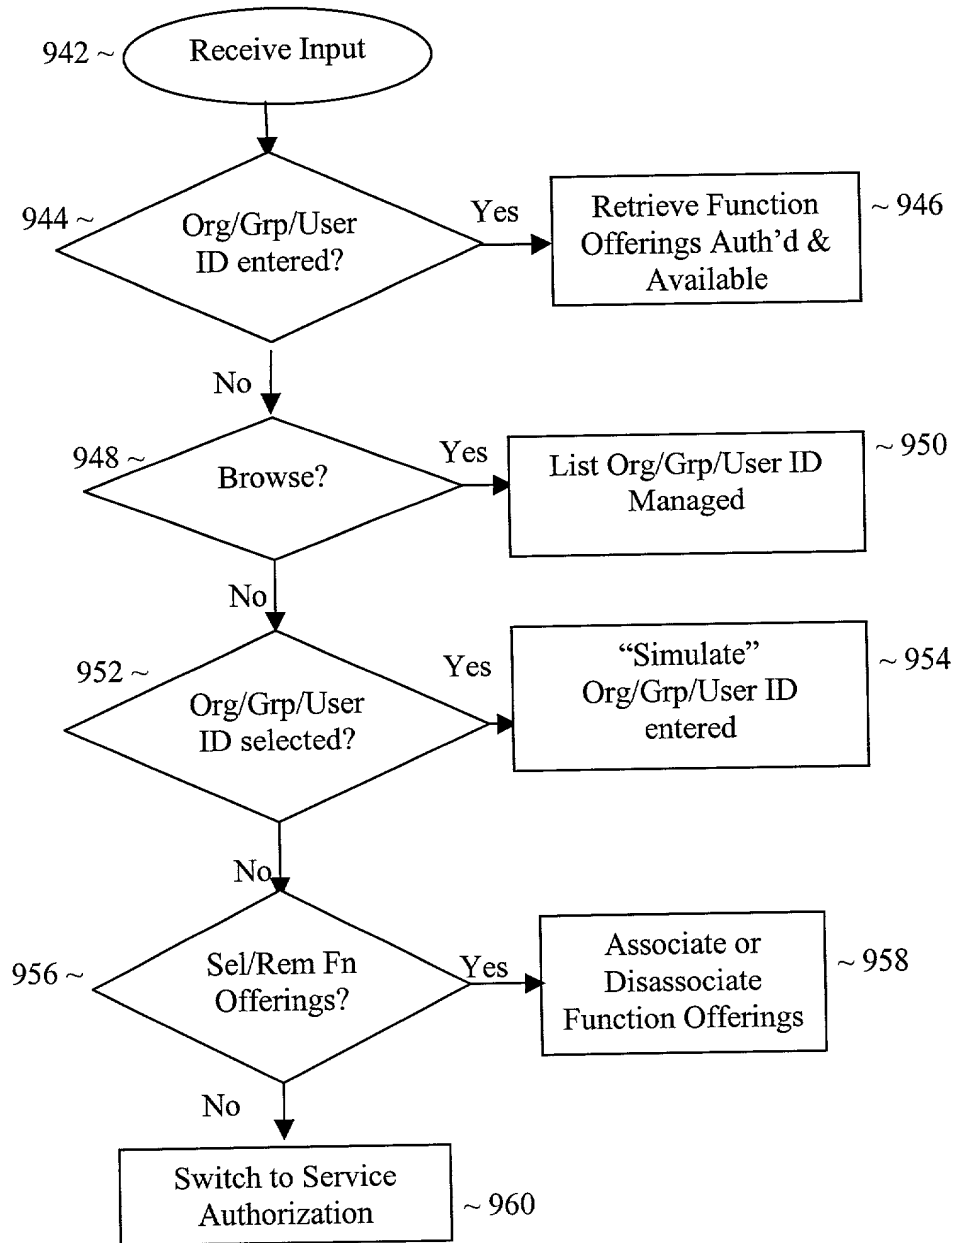 942 ~
Receive Input
944 ~
Org/Grp/User
ID entered?
Yes
Retrieve Function
Offerings Auth'd &
Available
~ 946
No
948 ~
Browse?
Yes
List Org/Grp/User ID
Managed
~ 950
No
952 ~
Org/Grp/User
ID selected?
Yes
“Simulate”
Org/Grp/User ID
entered
~ 954
No
956 ~
Sel/Rem Fn
Offerings?
Yes
Associate or
Disassociate
Function Offerings
~ 958
No
Switch to Service
Authorization
~ 960